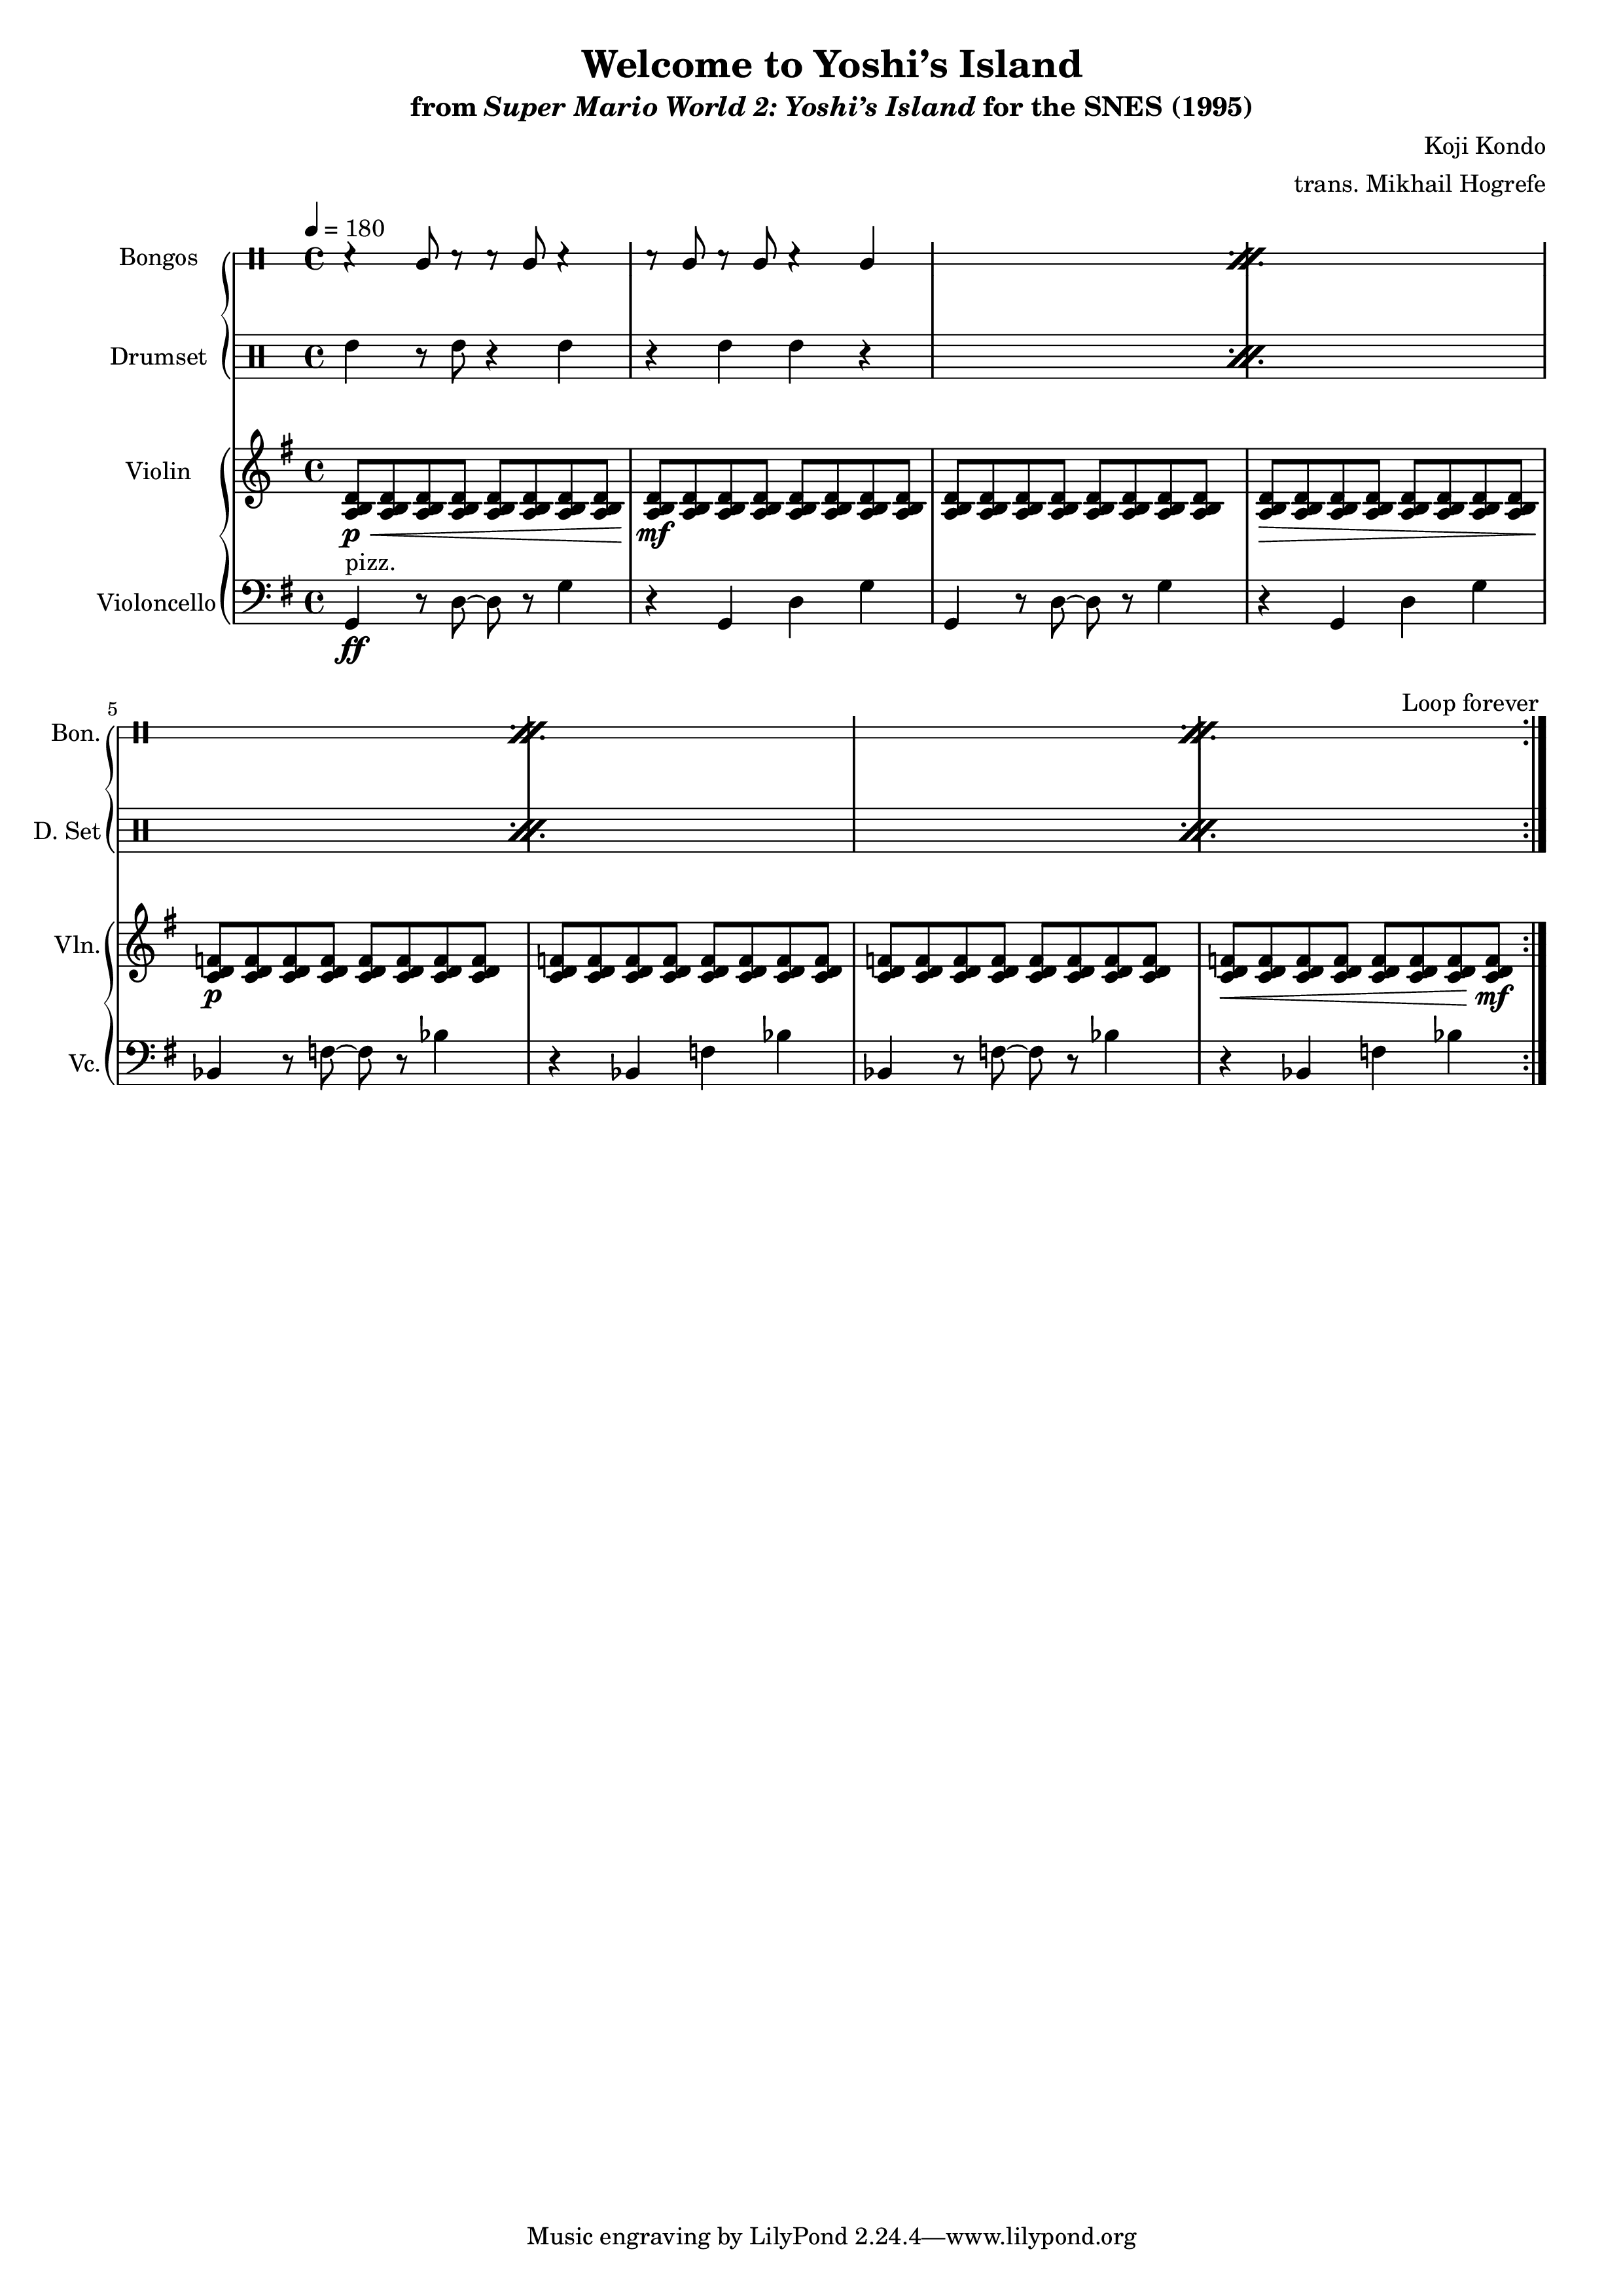 Welcome to Yoshi’s Island
from Super Mario World 2: Yoshi’s Island for the SNES (1995)
Koji Kondo
trans. Mikhail Hogrefe
= 180
Bongos
Drumset
Violin
p
mf
pizz.
Violoncello
ff
5
Loop forever
Bon.
D. Set
Vln.
p
mf
Vc.
Music engraving by LilyPond 2.24.4—www.lilypond.org